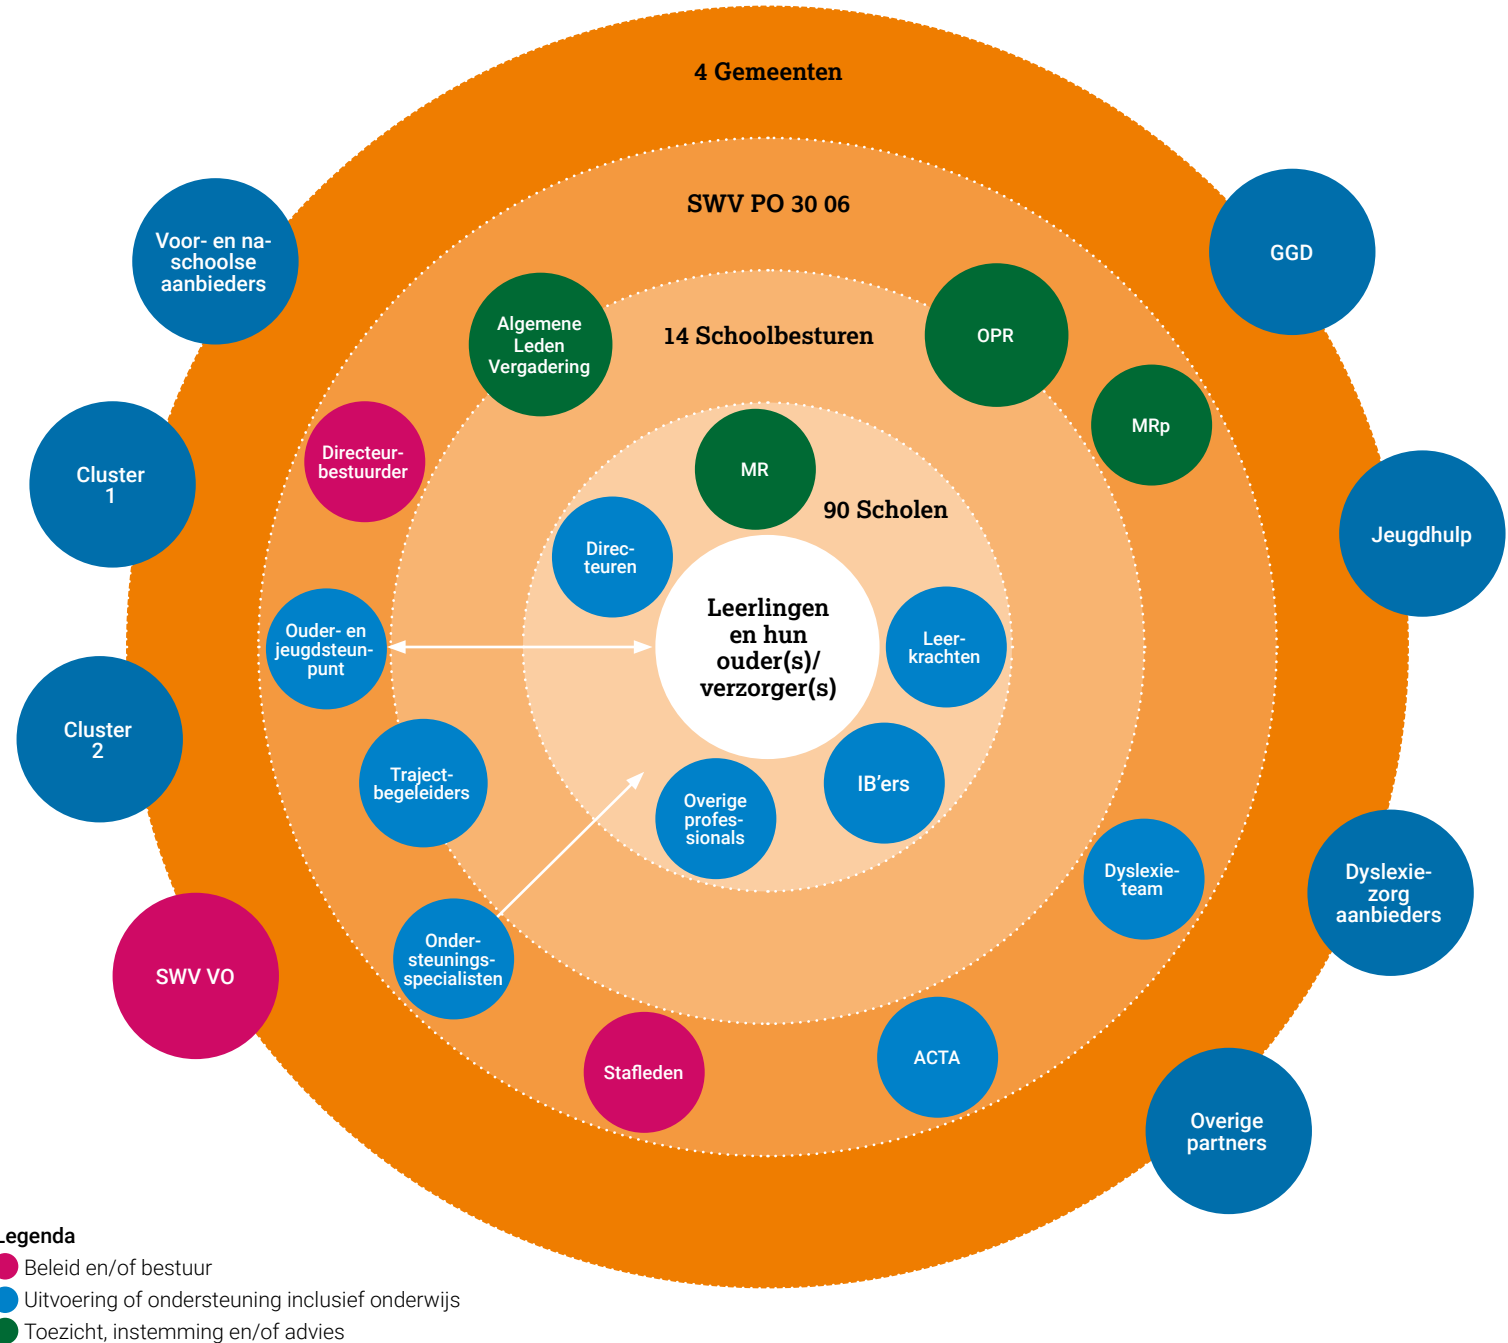 4 Gemeenten
SWV PO 30 06
14 Schoolbesturen
90 Scholen
Leerlingen
en hun
ouder(s)/
verzorger(s)
Voor- en na-
schoolse
aanbieders
GGD
Algemene
Leden
Vergadering
OPR
MRp
Directeur-
bestuurder
MR
Cluster
1
Jeugdhulp
Direc-
teuren
Ouder- en
jeugdsteun-
punt
Leer-
krachten
Cluster
2
Traject-
begeleiders
Overige
profes-
sionals
IB'ers
Dyslexie-
team
Dyslexie-
zorg
aanbieders
Onder-
steunings-
specialisten
SWV VO
Stafleden
ACTA
Overige
partners
Legenda
Beleid en/of bestuur
Uitvoering of ondersteuning inclusief onderwijs
Toezicht, instemming en/of advies